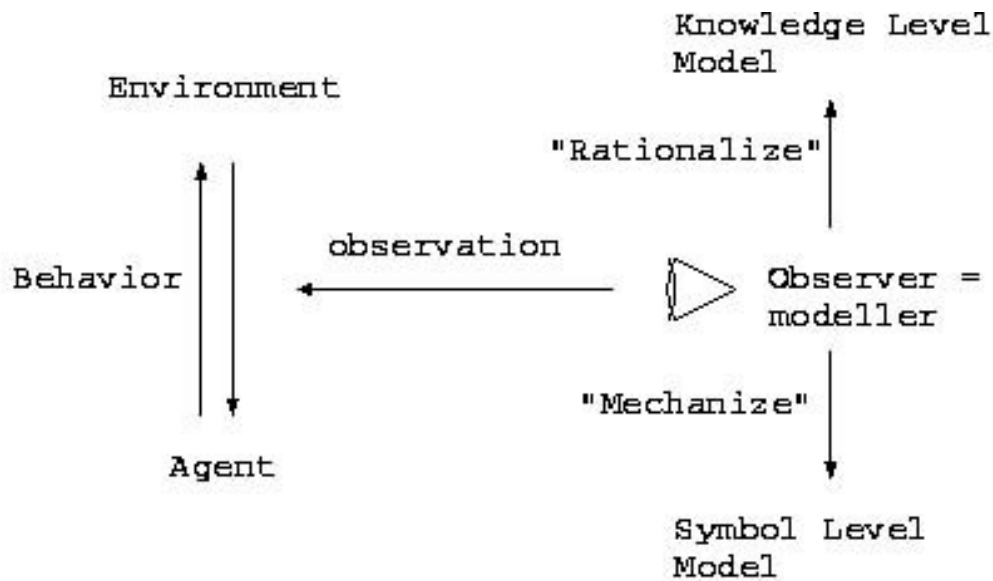 Knowledge Level
Model
Environment
"Rationalize"
observation
Behavior
Observer =
modeller
"Mechanize"
Agent
Symbol Level
Model